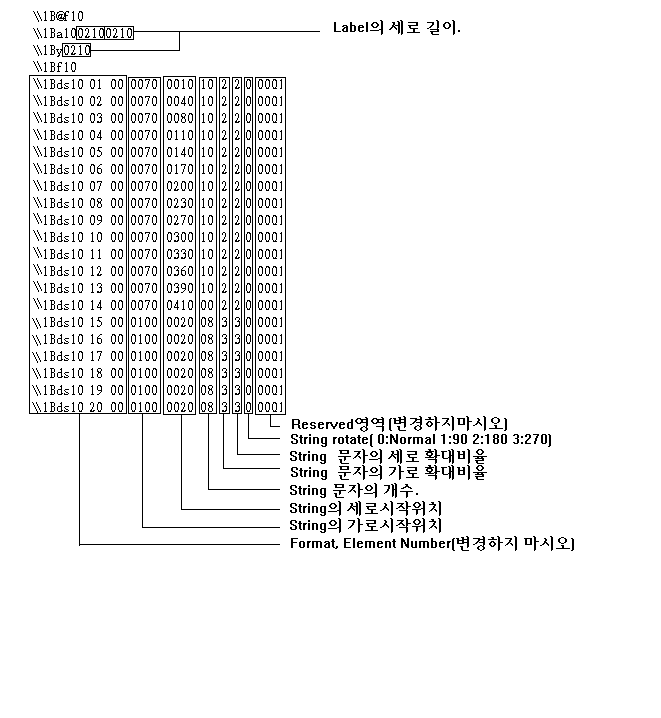 \\1B@f10
\\1Ba1002100210
Label의 세로 길이.
\\1By0210
\\1Bf10
\\1Bds10 01 00 0070 0010 10 2 2 0 0001
\\1Bds10 02 00 0070 0040 10 2 2 0 0001
\\1Bds10 03 00 0070 0080 10 2 2 0 0001
\\1Bds10 04 00 0070 0110 10 2 2 0 0001
\\1Bds10 05 00 0070 0140 10 2 2 0 0001
\\1Bds10 06 00 0070 0170 10 2 2 0 0001
\\1Bds10 07 00 0070 0200 10 2 2 0 0001
\\1Bds10 08 00 0070 0230 10 2 2 0 0001
\\1Bds10 09 00 0070 0270 10 2 2 0 0001
\\1Bds10 10 00 0070 0300 10 2 2 0 0001
\\1Bds10 11 00 0070 0330 10 2 2 0 0001
\\1Bds10 12 00 0070 0360 10 2 2 0 0001
\\1Bds10 13 00 0070 0390 10 2 2 0 0001
\\1Bds10 14 00 0070 0410 00 2 2 0 0001
\\1Bds10 15 00 0100 0020 08 3 3 0 0001
\\1Bds10 16 00 0100 0020 08 3 3 0 0001
\\1Bds10 17 00 0100 0020 08 3 3 0 0001
\\1Bds10 18 00 0100 0020 08 3 3 0 0001
\\1Bds10 19 00 0100 0020 08 3 3 0 0001
\\1Bds10 20 00 0100 0020 08 3 3 0 0001
Reserved영역(변경하지마시오)
String rotate( 0:Normal 1:90 2:180 3:270)
String 문자의 세로 확대비율
String 문자의 가로 확대비율
String 문자의 개수.
String의 세로시작위치
String의 가로시작위치
Format, Element Number(변경하지 마시오)